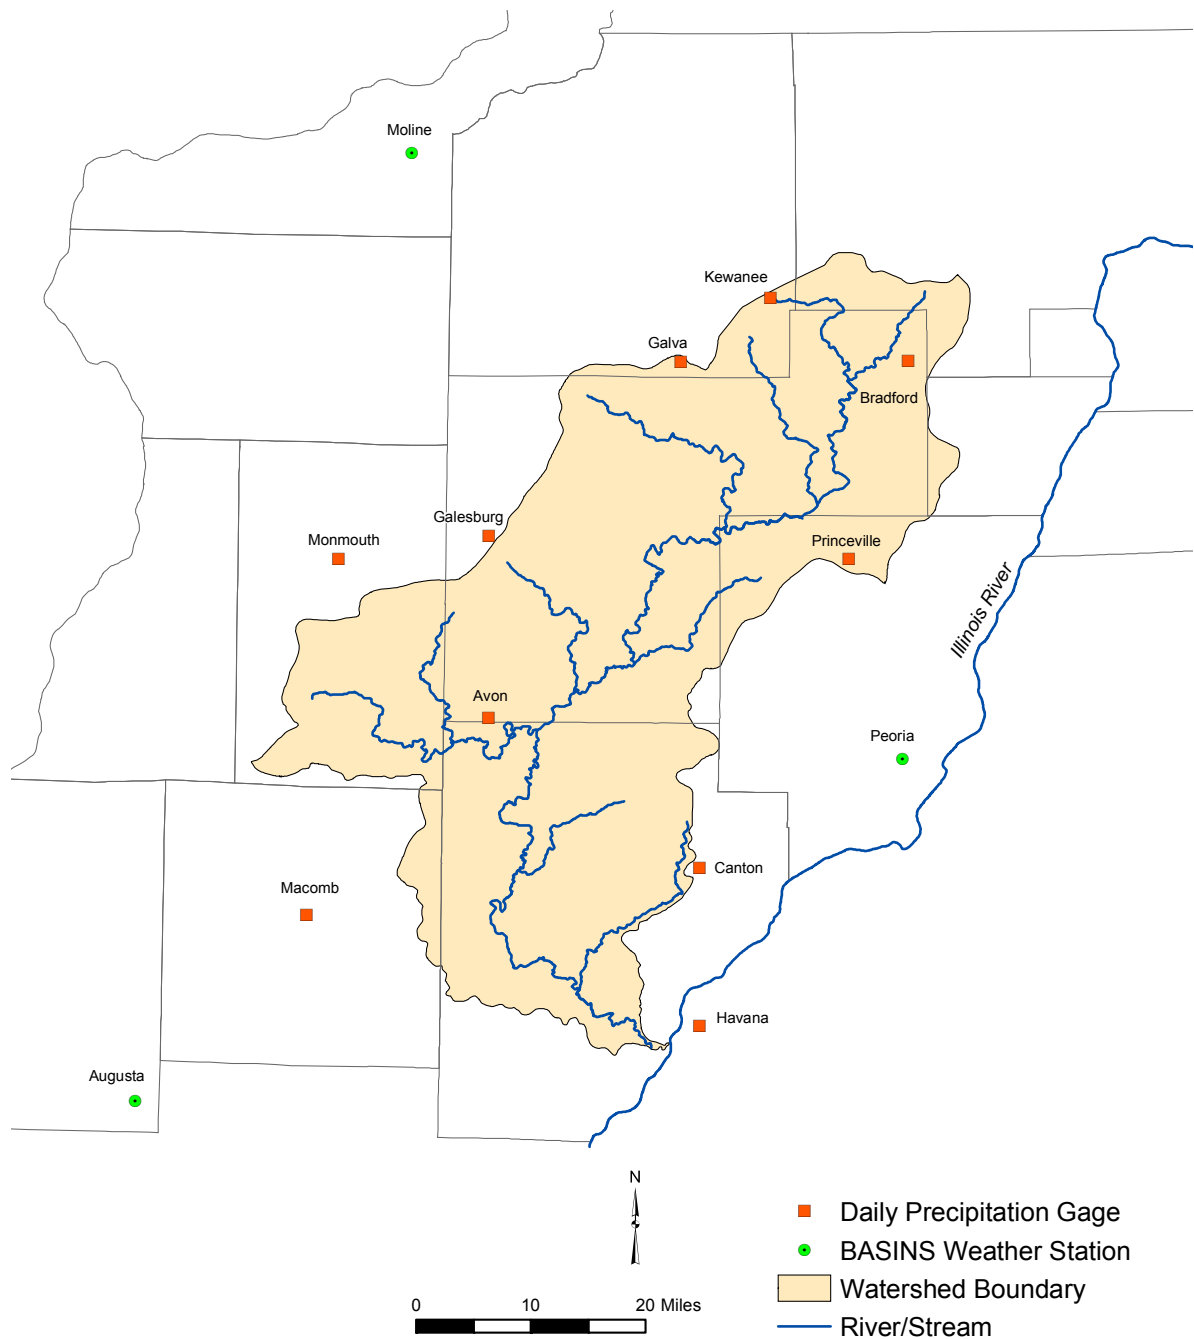 Moline
Kewanee
Galva
Bradford
Galesburg
Monmouth
Princeville
Illinois River
Avon
Peoria
Canton
Macomb
Havana
Augusta
N
Daily Precipitation Gage
BASINS Weather Station
Watershed Boundary
0 10 20 Miles
River/Stream